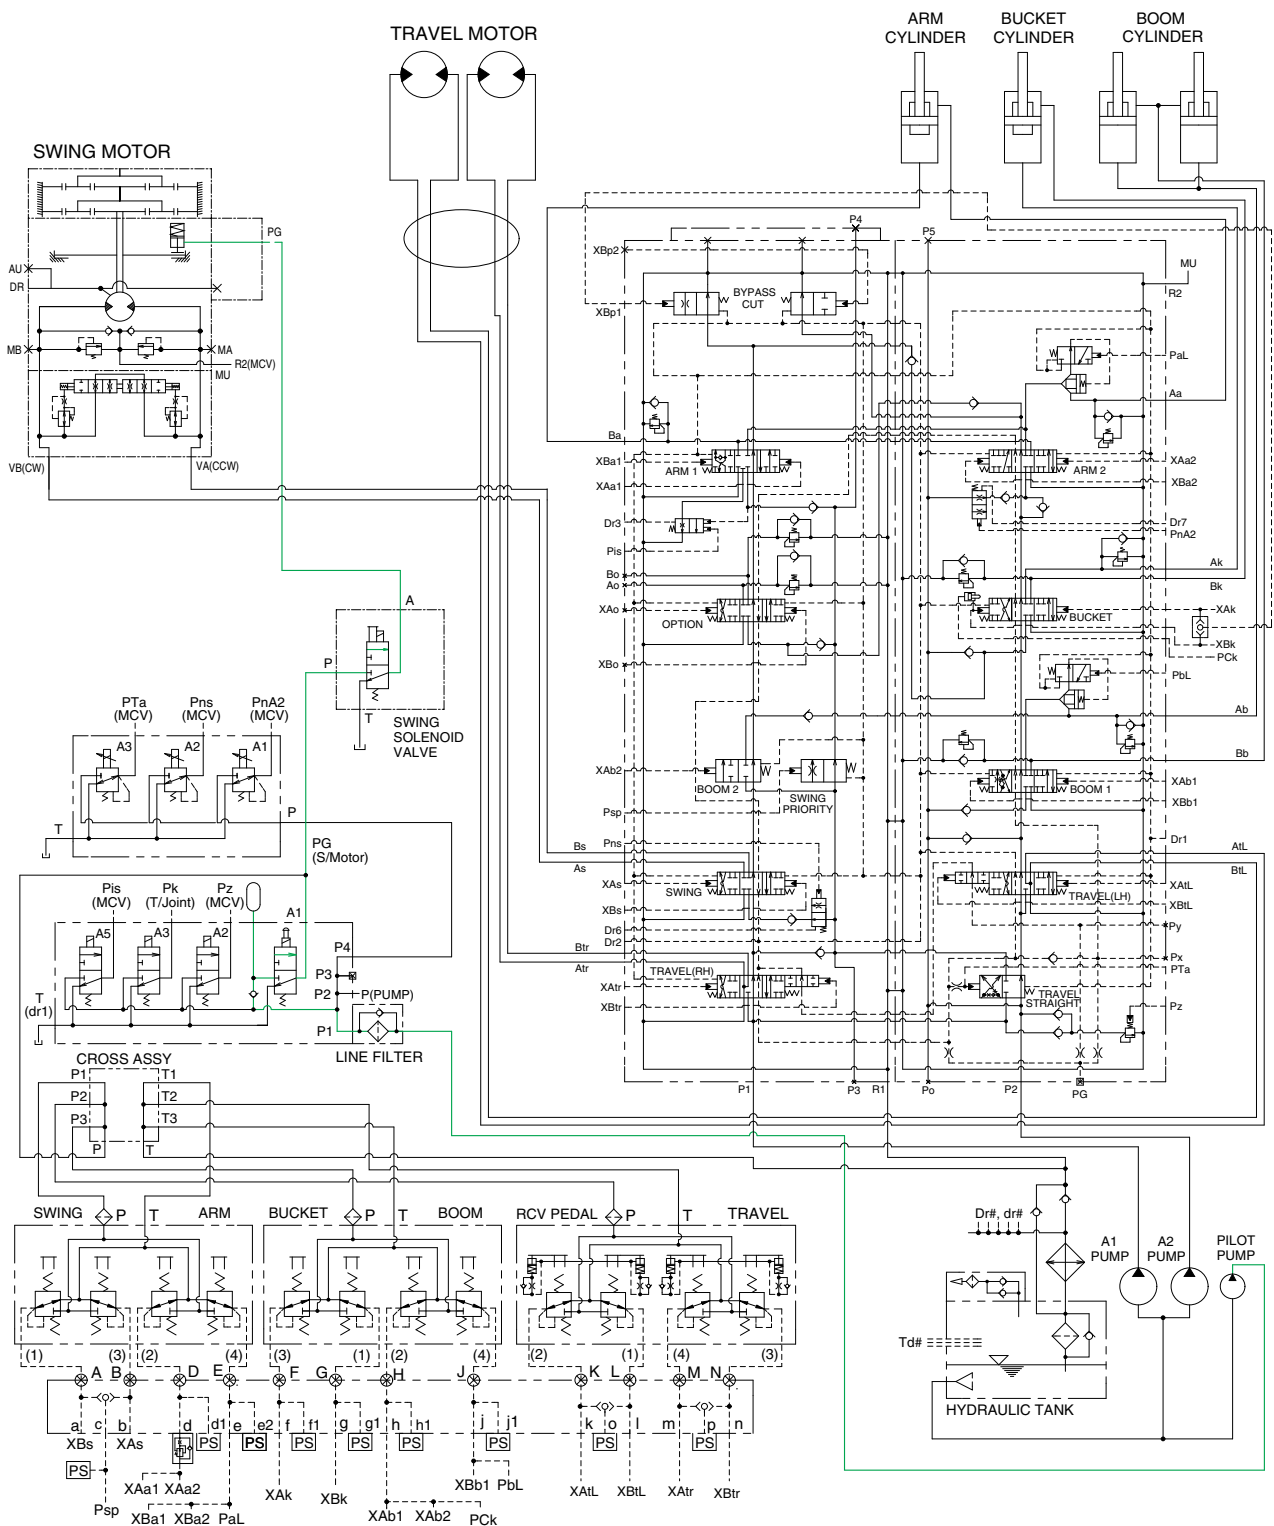 ARM
CYLINDER
BUCKET
CYLINDER
BOOM
CYLINDER
TRAVEL MOTOR
SWING MOTOR
PG
AU
DR
MB
MA
R2(MCV)
MU
VB(CW)
VA(CCW)
P4
P5
XBp2
MU
R2
BYPASS
CUT
XBp1
PaL
Aa
Ba
XBa1
ARM 1
ARM 2
XAa2
XAa1
XBa2
Dr3
Dr7
PnA2
Pis
Bo
Ao
Ak
Bk
XAo
OPTION
BUCKET
XAk
XBk
PCk
XBo
PbL
Ab
Bb
XAb2
BOOM 2
SWING
PRIORITY
BOOM 1
XAb1
XBb1
Psp
Pns
Dr1
Bs
AtL
As
BtL
XAs
SWING
TRAVEL(LH)
XAtL
XBs
XBtL
Dr6
Dr2
Py
Btr
Px
Atr
PTa
TRAVEL(RH)
XAtr
TRAVEL
STRAIGHT
XBtr
Pz
P1
P3
R1
Po
P2
PG
A
P
T
SWING
SOLENOID
VALVE
PTa
(MCV)
Pns
(MCV)
PnA2
(MCV)
A3
A2
A1
P
T
PG
(S/Motor)
Pis
(MCV)
Pk
(T/Joint)
Pz
(MCV)
A5
A3
A2
A1
P4
P3
P2
P(PUMP)
T
(dr1)
P1
LINE FILTER
CROSS ASSY
P1
T1
P2
T2
P3
T3
P
T
SWING
P
T
ARM
BUCKET
P
T
BOOM
RCV PEDAL
P
T
TRAVEL
Dr#, dr#
A1
PUMP
A2
PUMP
PILOT
PUMP
Td#
HYDRAULIC TANK
(1)
(3)
(2)
(4)
(3)
(1)
(2)
(4)
(2)
(1)
(4)
(3)
A
B
D
E
F
G
H
J
K
L
M
N
a
c
b
d
d1
e
e2
f
f1
g
g1
h
h1
j
j1
k
o
l
m
p
n
XBs
XAs
PS
PS
PS
PS
PS
PS
PS
PS
PS
Psp
XAa1
XAa2
XBa1
XBa2
PaL
XAk
XBk
XAb1
XAb2
PCk
XBb1
PbL
XAtL
XBtL
XAtr
XBtr